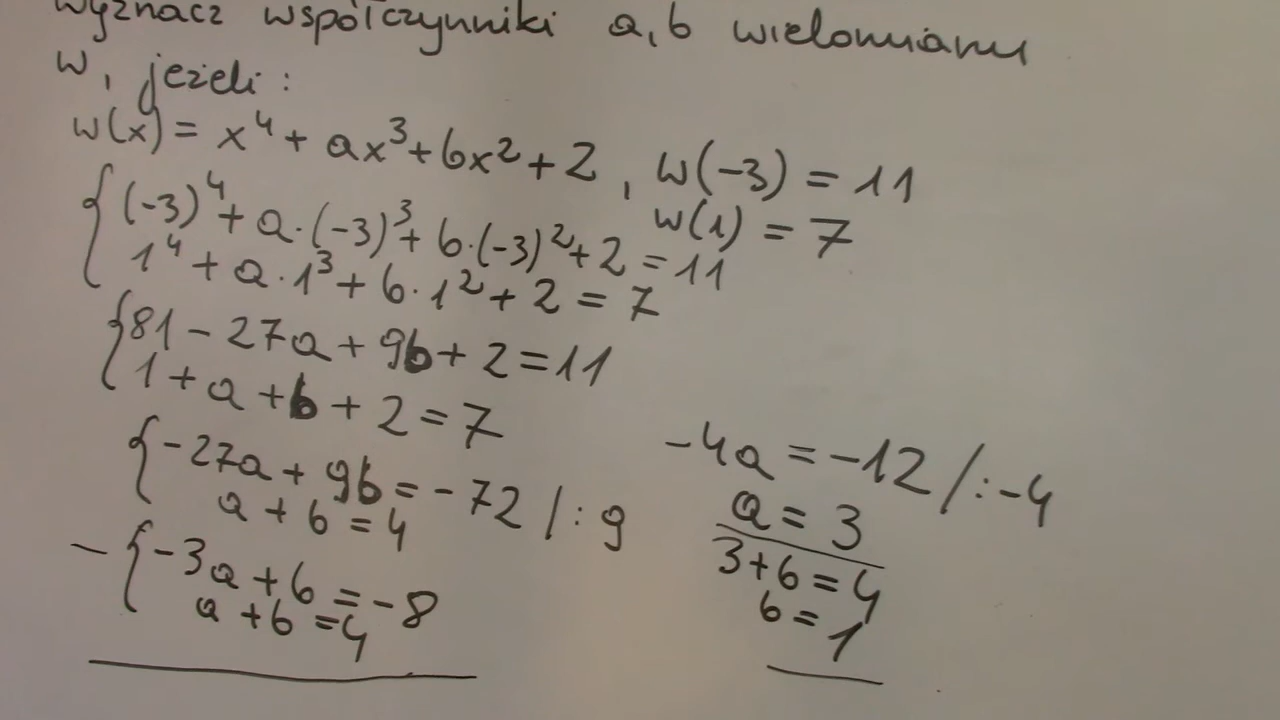 wyznacz współczynniki a, b wielomianu
w, jeżeli:
w(x) = x⁴ + ax³ + bx² + 2, w(-3) = 11
w(1) = 7
{ (-3)⁴ + a·(-3)³ + b·(-3)² + 2 = 11
1⁴ + a·1³ + b·1² + 2 = 7
{ 81 - 27a + 9b + 2 = 11
1 + a + b + 2 = 7
{ -27a + 9b = -72 /:9
a + b = 4
- { -3a + b = -8
a + b = 4
-4a = -12 /:-4
a = 3
3 + b = 4
b = 1